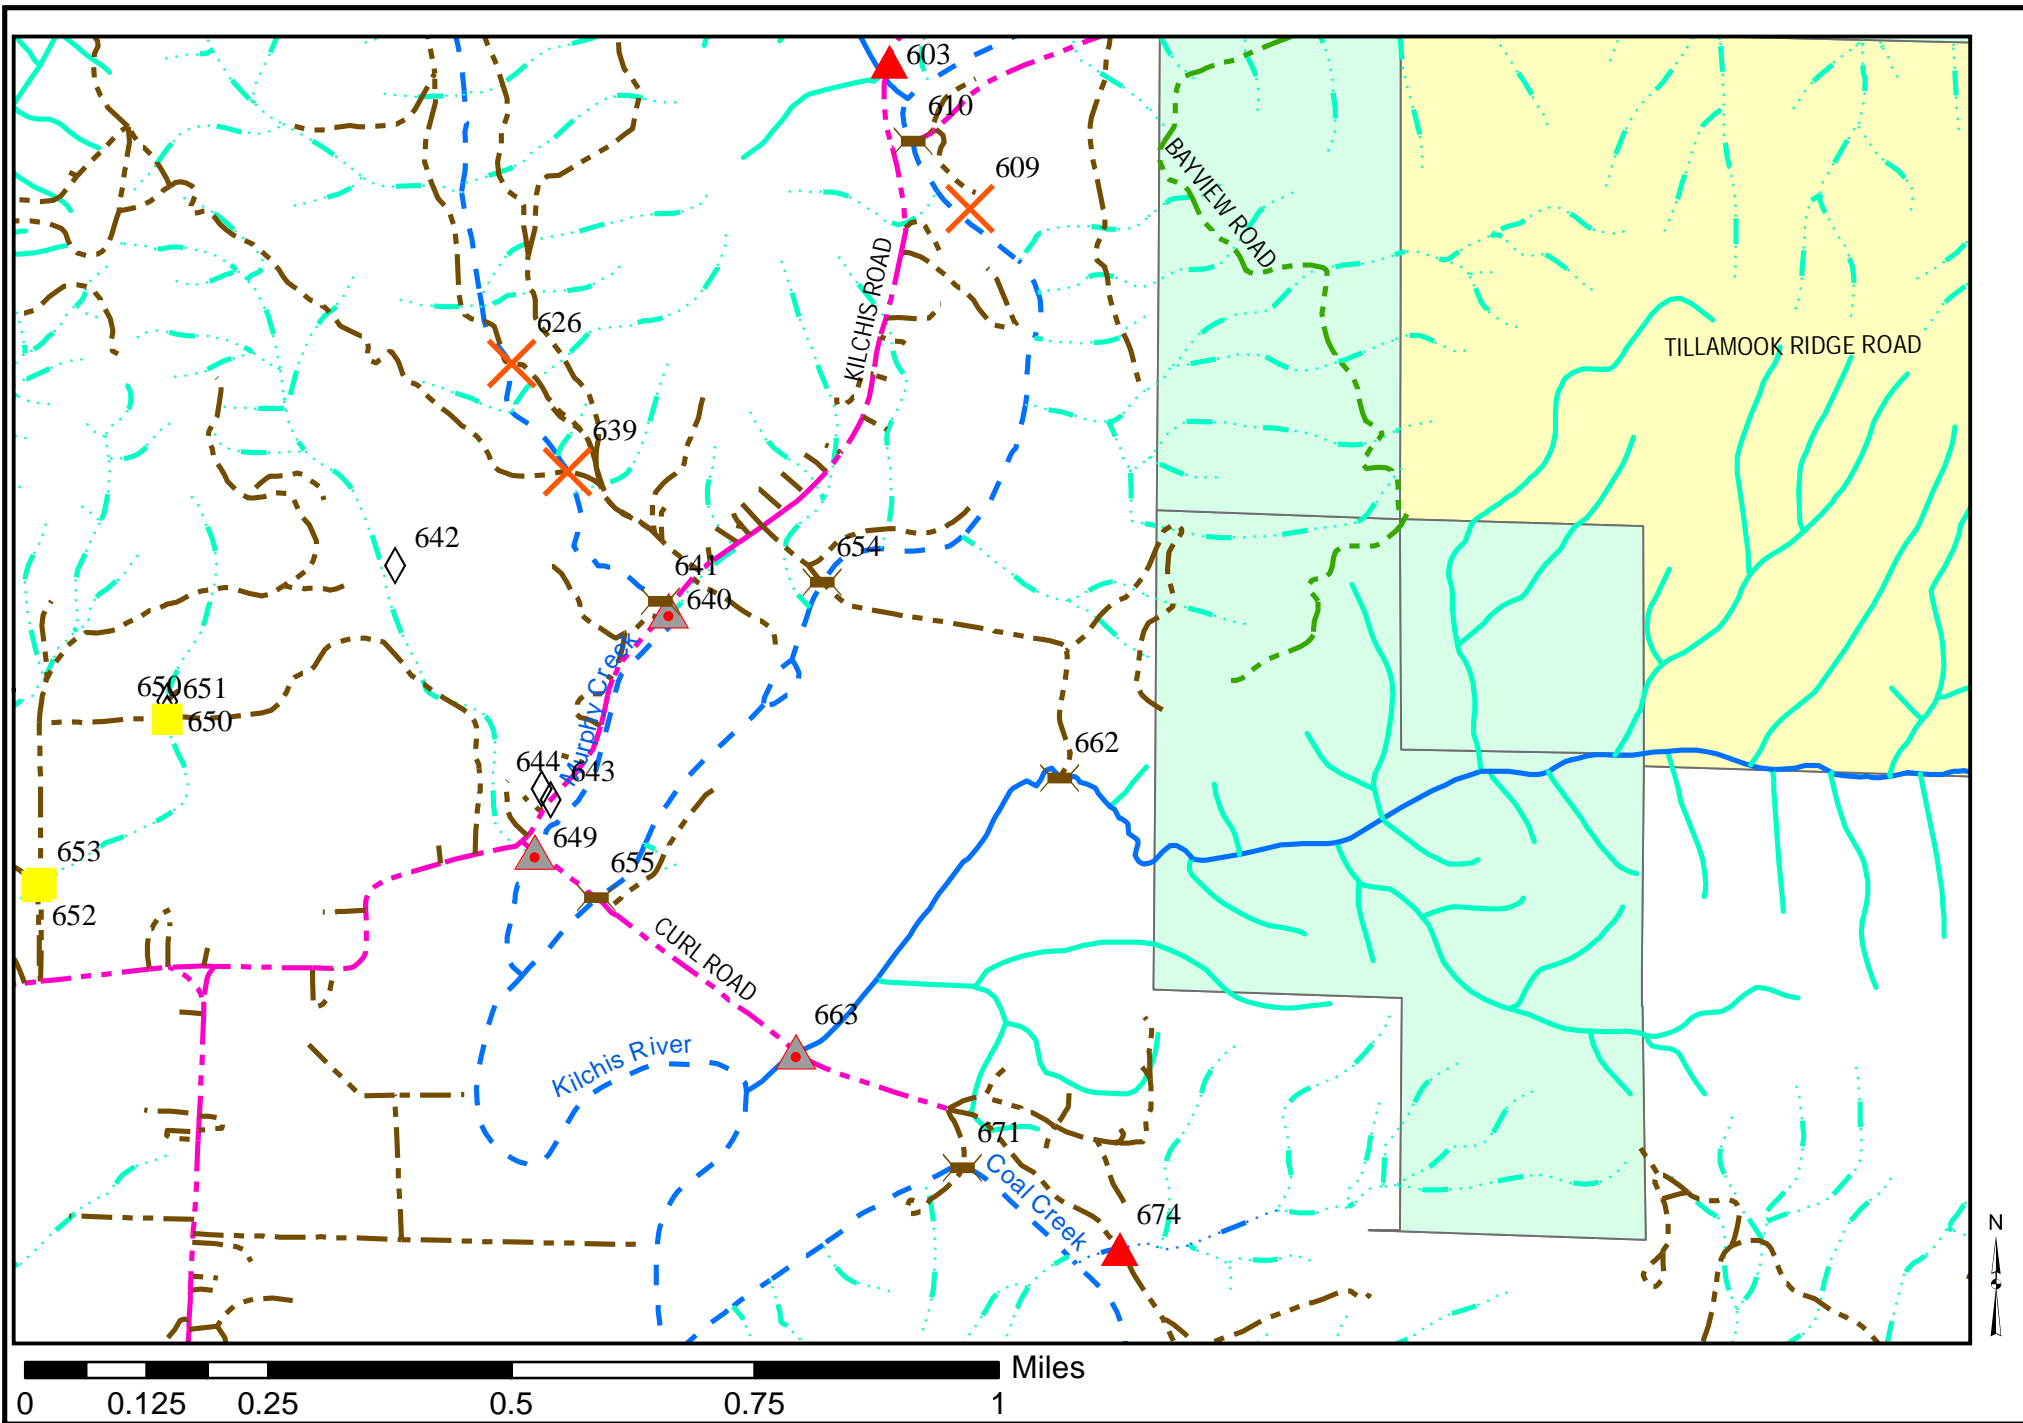 603
610
609
BAYVIEW ROAD
KILCHIS ROAD
626
TILLAMOOK RIDGE ROAD
639
642
654
641
640
Murphy Creek
650
651
650
662
644
643
649
653
655
652
CURL ROAD
663
Kilchis River
671
Coal Creek
674
N
Miles
0 0.125 0.25 0.5 0.75 1